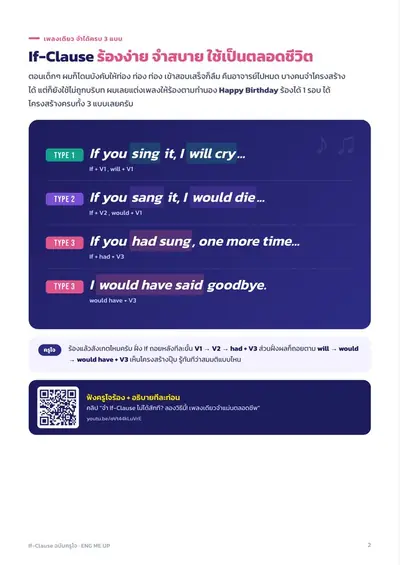 เพลงเดียว จำได้ครบ 3 แบบ
If-Clause ร้องง่าย จำสบาย ใช้เป็นตลอดชีวิต
ตอนเด็กๆ ผมก็โดนบังคับให้ท่อง ท่อง ท่อง เข้าสอบเสร็จก็ลืม คืนอาจารย์ไปหมด บางคนจำโครงสร้าง
ได้ แต่ก็ยังใช้ไม่ถูกบริบท ผมเลยแต่งเพลงให้ร้องตามทำนอง Happy Birthday ร้องได้ 1 รอบ ได้
โครงสร้างครบทั้ง 3 แบบเลยครับ
TYPE 1 If you sing it, I will cry...
If + V1 , will + V1
TYPE 2 If you sang it, I would die...
If + V2 , would + V1
TYPE 3 If you had sung, one more time...
If + had + V3
TYPE 3 I would have said goodbye.
would have + V3
ครูโจ ร้องแล้วสังเกตไหมครับ ฝั่ง If ถอยหลังทีละขั้น V1 → V2 → had + V3 ส่วนฝั่งผลก็ถอยตาม will → would
→ would have + V3 เห็นโครงสร้างปุ๊บ รู้ทันทีว่าสมมติแบบไหน
ฟังครูโจร้อง + อธิบายทีละท่อน
คลิป "จำ If-Clause ไม่ได้สักที? ลองวิธีนี้! เพลงเดียวจำแม่นตลอดชีพ"
If-Clause ฉบับครูโจ · ENG ME UP
2